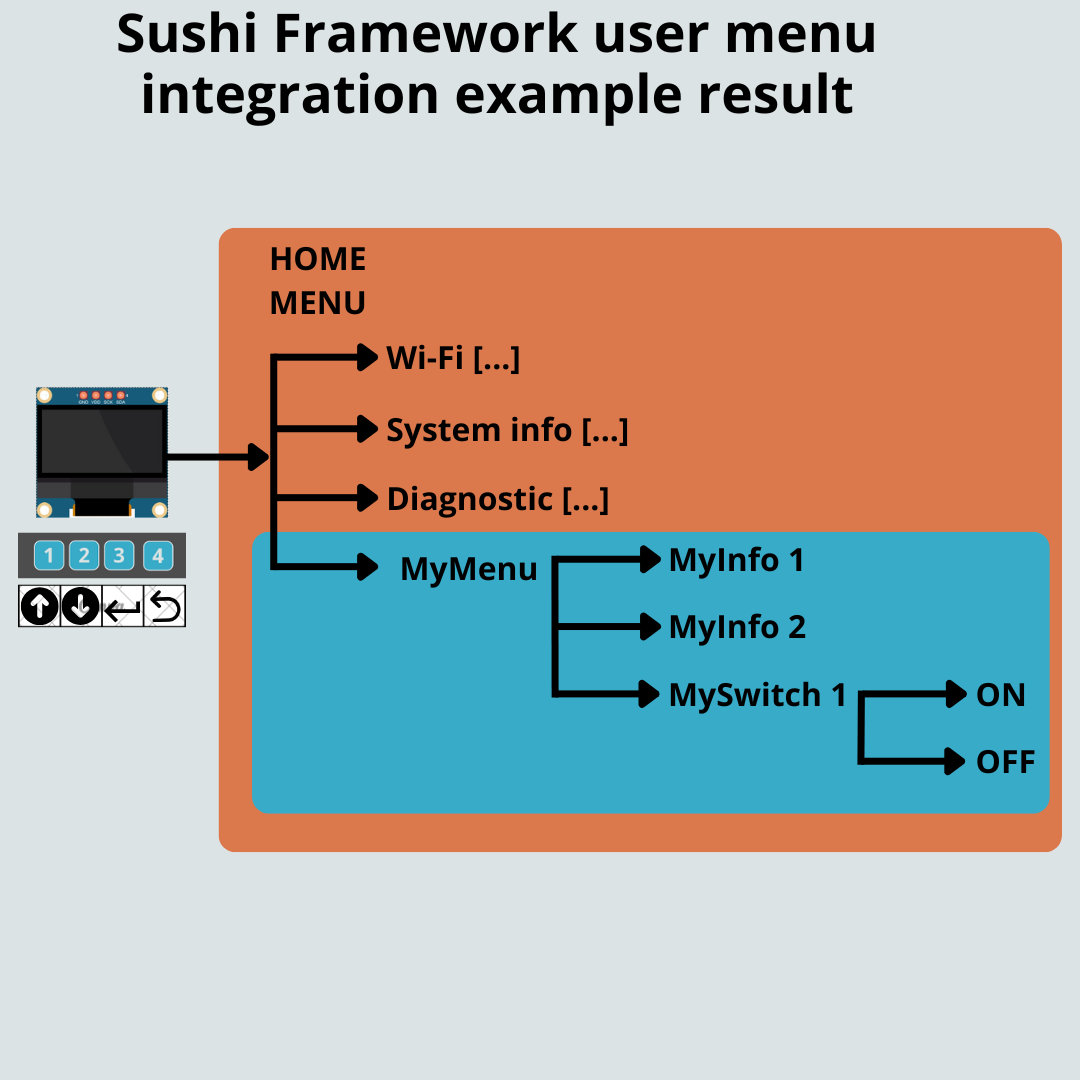 Sushi Framework user menu
integration example result
HOME
MENU
Wi-Fi [...]
System info [...]
Diagnostic [...]
MyMenu
MyInfo 1
MyInfo 2
MySwitch 1
ON
OFF
GND VDD SCK SDA
1 2 3 4